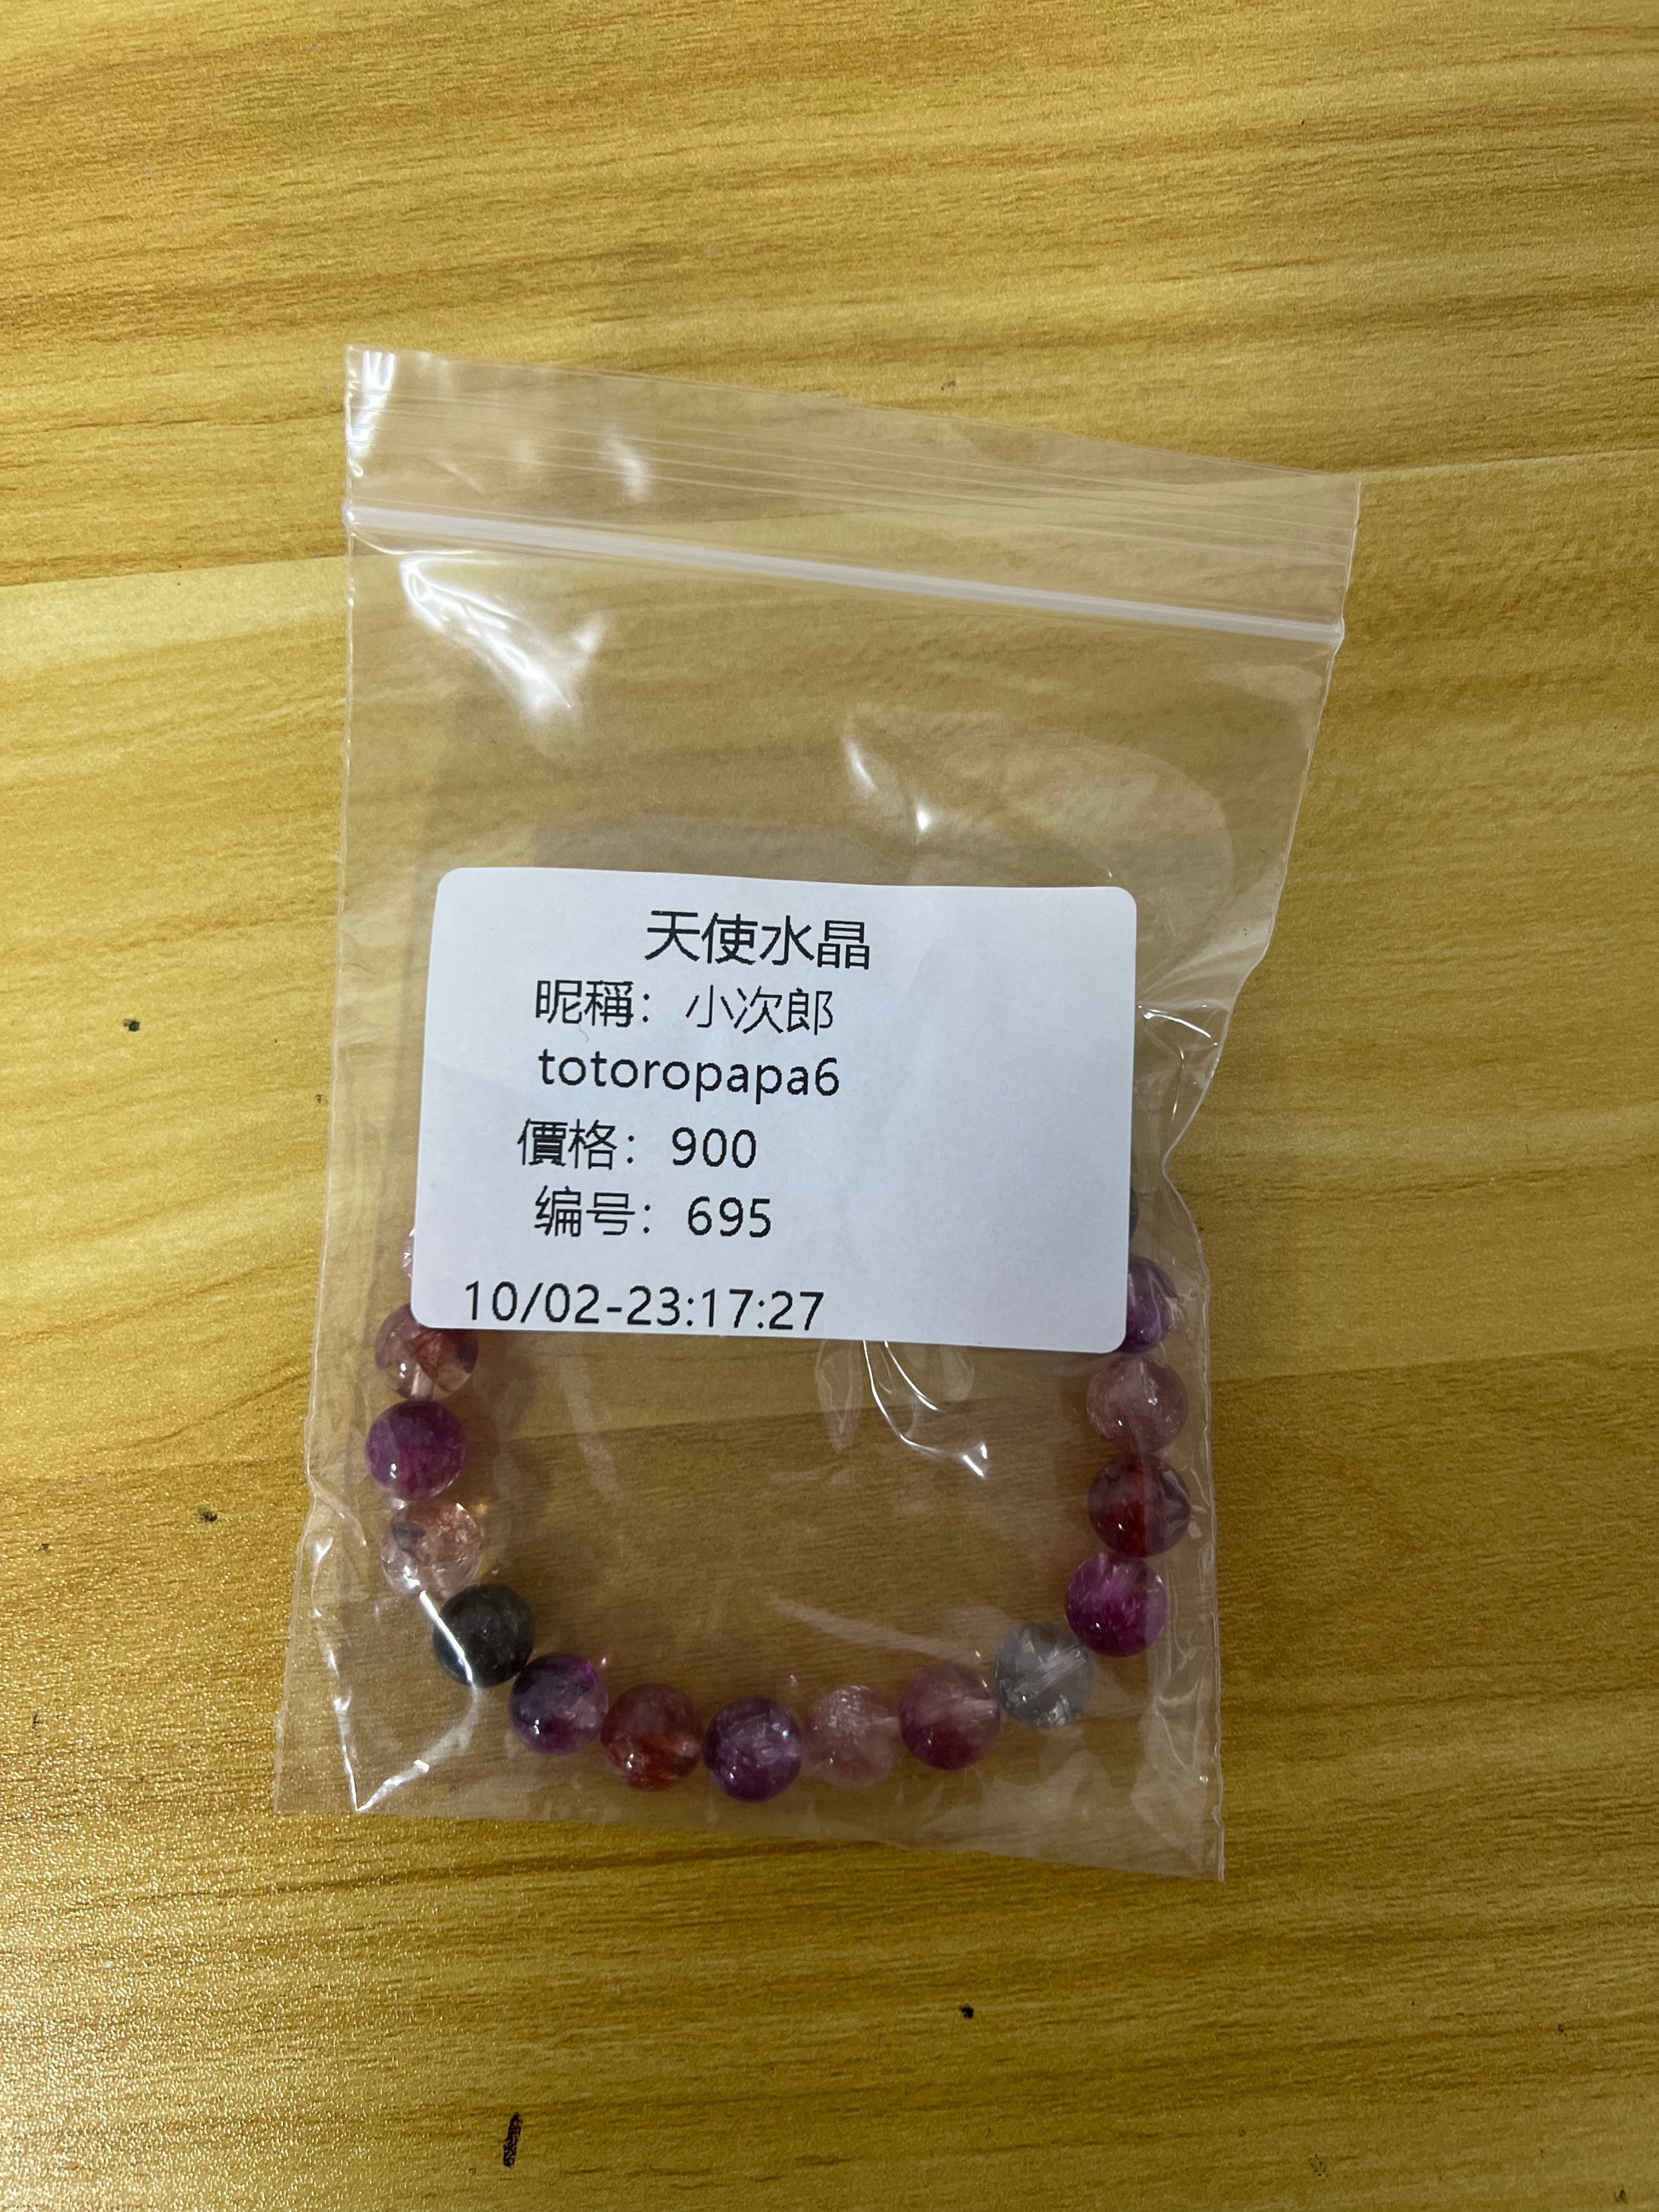 天使水晶
昵稱：小次郎
totoropapa6
價格：900
编号：695
10/02-23:17:27